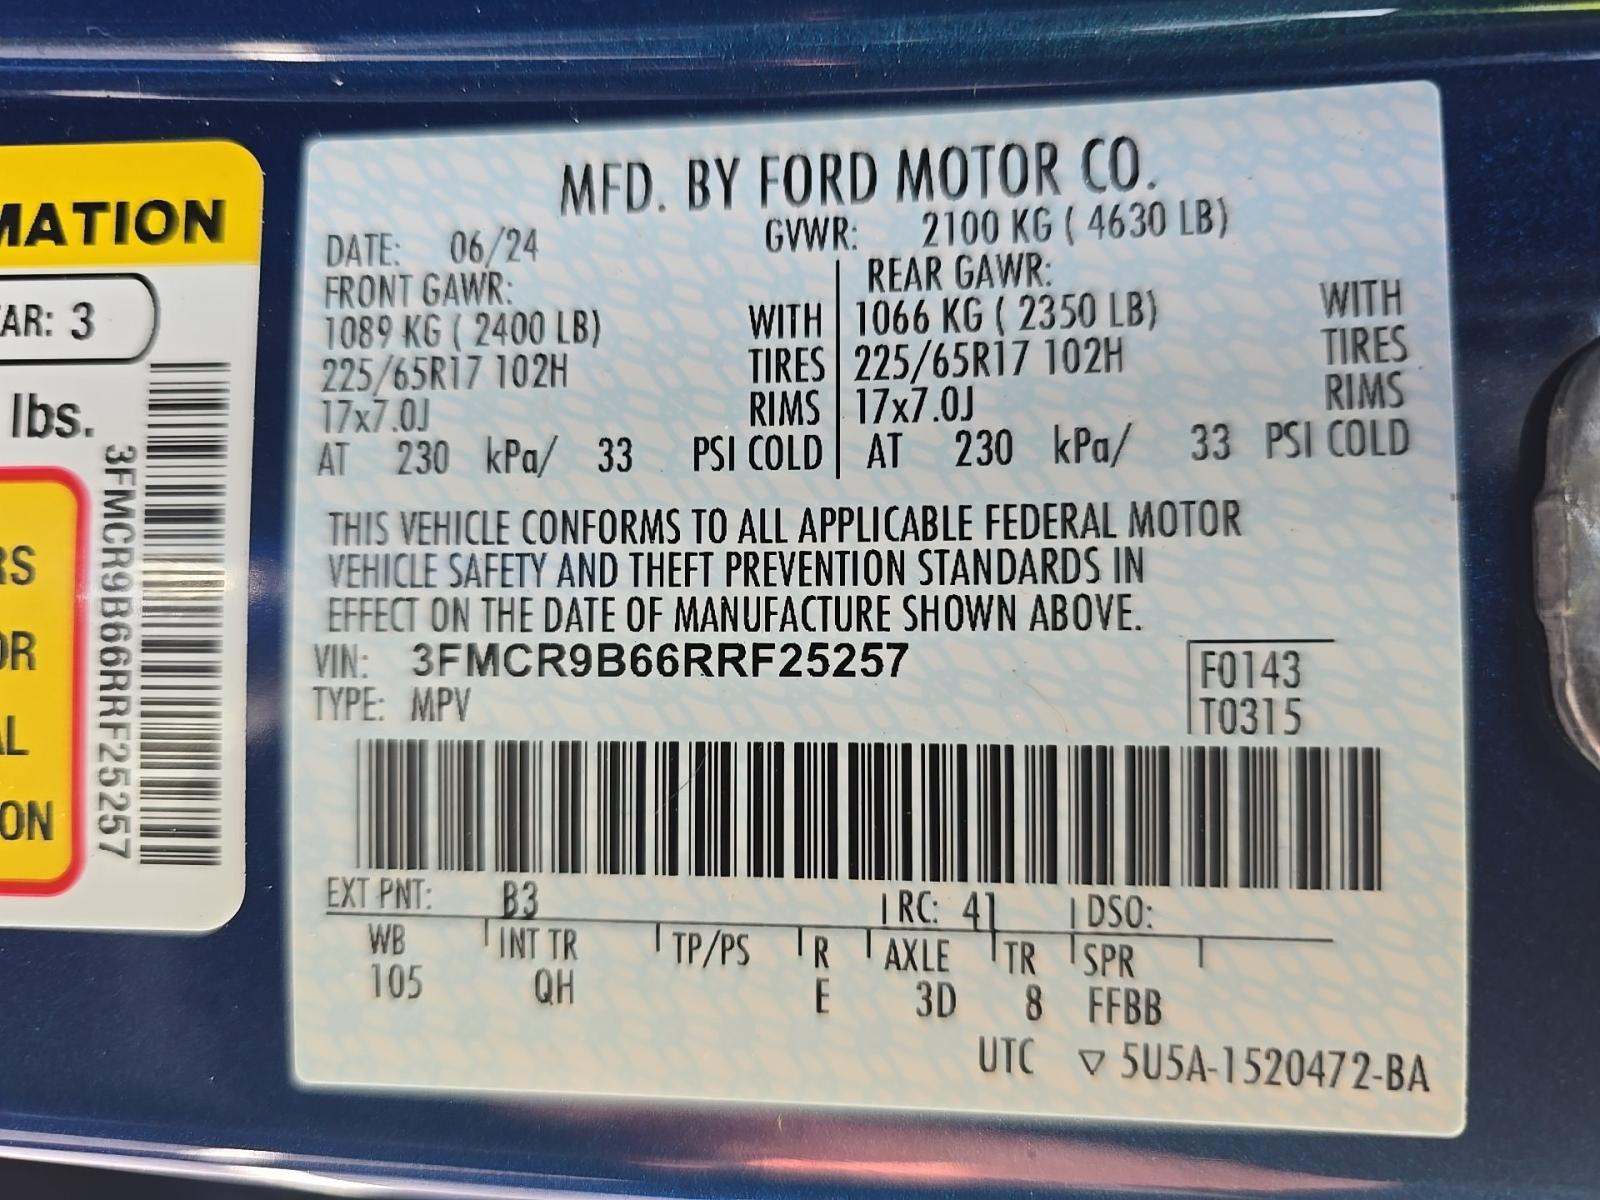 MATION
AR: 3
lbs.
RS
OR
AL
ON
3FMCR9B66RRF25257
MFD. BY FORD MOTOR CO.
DATE: 06/24 GVWR: 2100 KG ( 4630 LB)
FRONT GAWR: REAR GAWR:
1089 KG ( 2400 LB) WITH 1066 KG ( 2350 LB) WITH
225/65R17 102H TIRES 225/65R17 102H TIRES
17x7.0J RIMS 17x7.0J RIMS
AT 230 kPa/ 33 PSI COLD AT 230 kPa/ 33 PSI COLD
THIS VEHICLE CONFORMS TO ALL APPLICABLE FEDERAL MOTOR
VEHICLE SAFETY AND THEFT PREVENTION STANDARDS IN
EFFECT ON THE DATE OF MANUFACTURE SHOWN ABOVE.
VIN: 3FMCR9B66RRF25257 F0143
TYPE: MPV T0315
EXT PNT: B3 RC: 41 DSO:
WB INT TR TP/PS R AXLE TR SPR
105 QH E 3D 8 FFBB
UTC ▽ 5U5A-1520472-BA